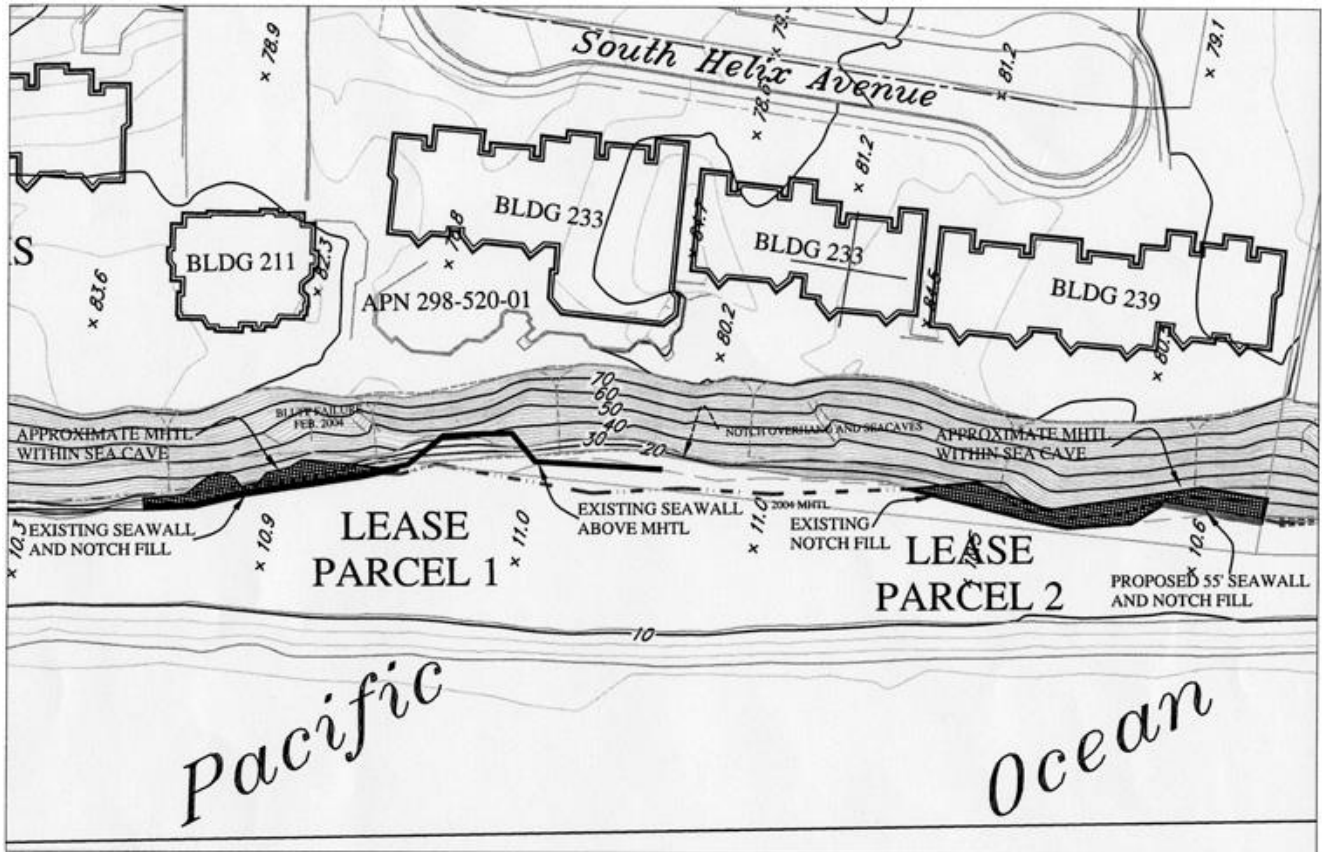 South Helix Avenue
× 78.9
× 78.6
× 81.2
× 79.1
× 81.2
BLDG 233
BLDG 233
BLDG 239
BLDG 211
× 82.3
× 83.6
APN 298-520-01
× 80.2
70
60
50
40
30
20
BLUFF FAILURE
FEB. 2004
APPROXIMATE MHTL
WITHIN SEA CAVE
NOTCH OVERHANG AND SEACAVES
APPROXIMATE MHTL
WITHIN SEA CAVE
EXISTING SEAWALL
AND NOTCH FILL
× 10.3
× 10.9
LEASE
PARCEL 1
× 11.0
EXISTING SEAWALL
ABOVE MHTL
× 11.0
2004 MHTL
EXISTING
NOTCH FILL
LEASE
PARCEL 2
× 10.6
PROPOSED 55' SEAWALL
AND NOTCH FILL
10
Pacific
Ocean